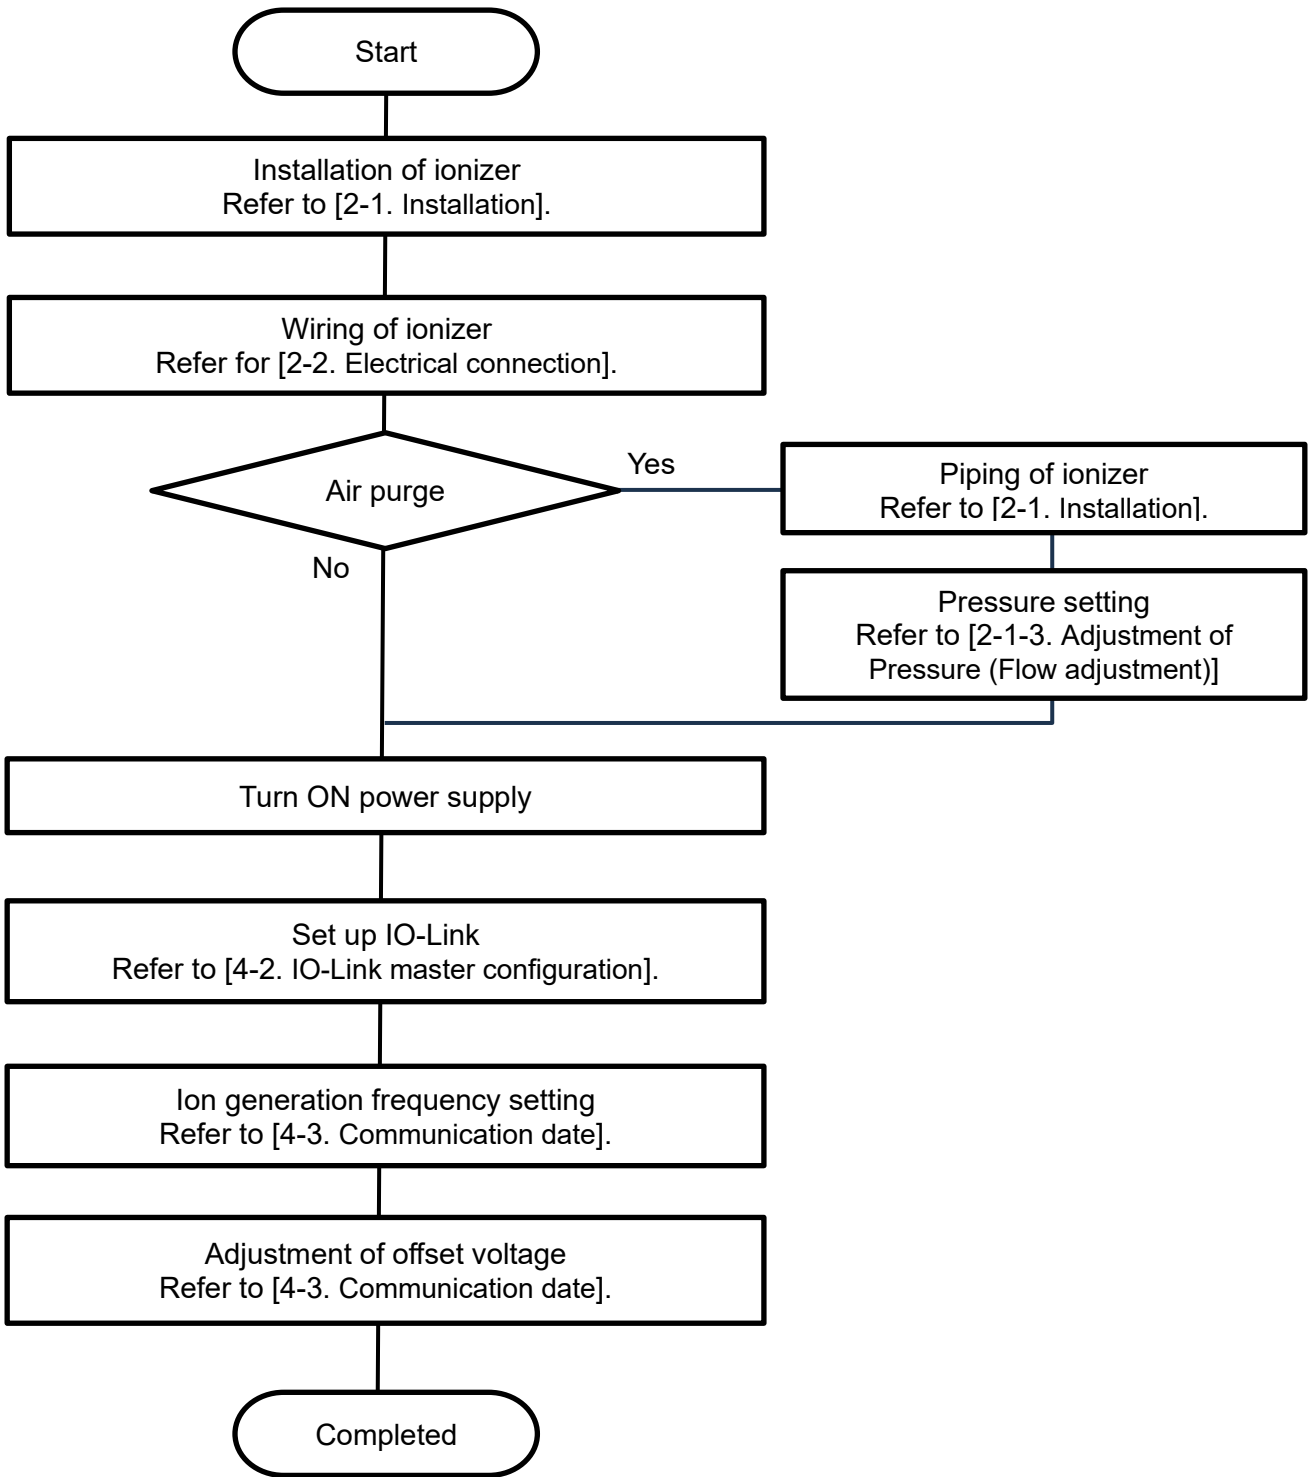 Start
Installation of ionizer
Refer to [2-1. Installation].
Wiring of ionizer
Refer for [2-2. Electrical connection].
Air purge
Yes
Piping of ionizer
Refer to [2-1. Installation].
No
Pressure setting
Refer to [2-1-3. Adjustment of
Pressure (Flow adjustment)]
Turn ON power supply
Set up IO-Link
Refer to [4-2. IO-Link master configuration].
Ion generation frequency setting
Refer to [4-3. Communication date].
Adjustment of offset voltage
Refer to [4-3. Communication date].
Completed